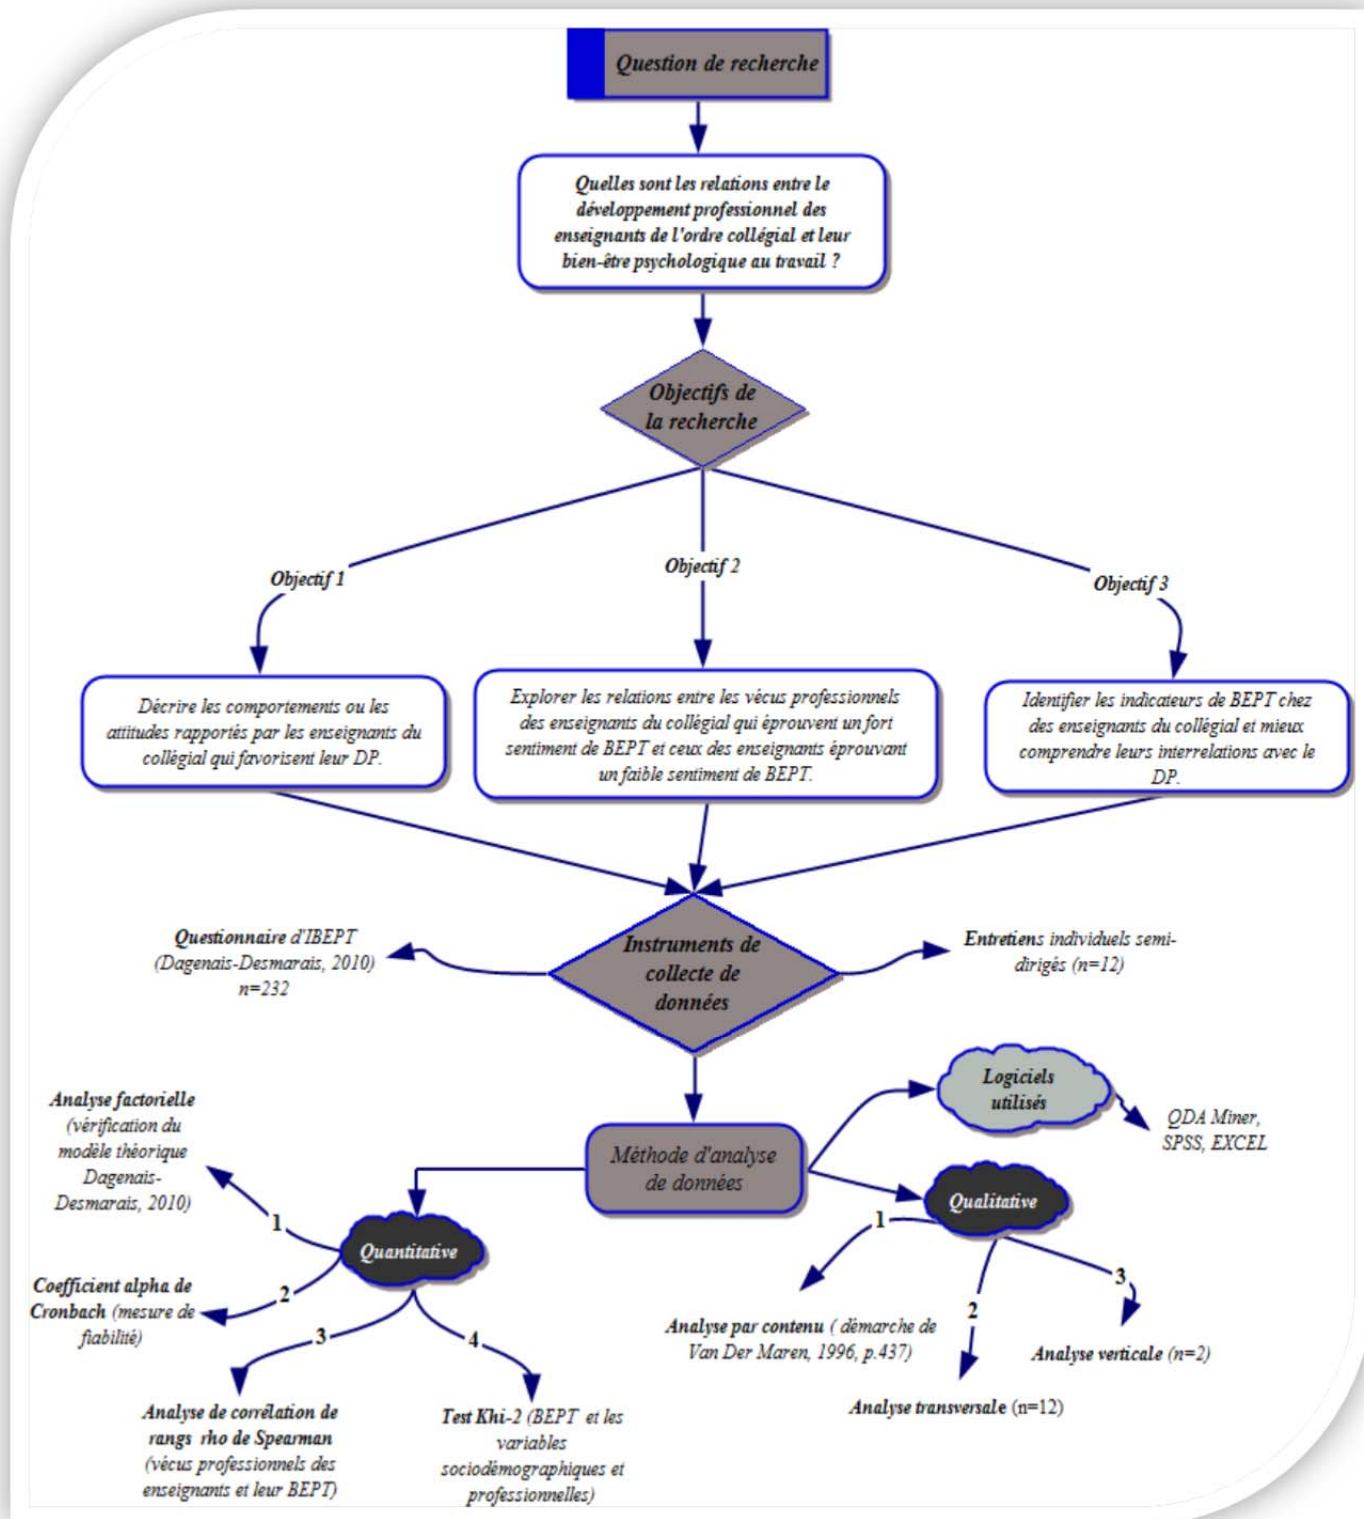 Question de recherche
Quelles sont les relations entre le
développement professionnel des
enseignants de l'ordre collégial et leur
bien-être psychologique au travail ?
Objectifs de
la recherche
Objectif 1
Objectif 2
Objectif 3
Décrire les comportements ou les
attitudes rapportés par les enseignants du
collégial qui favorisent leur DP.
Explorer les relations entre les vécus professionnels
des enseignants du collégial qui éprouvent un fort
sentiment de BEPT et ceux des enseignants éprouvant
un faible sentiment de BEPT.
Identifier les indicateurs de BEPT chez
des enseignants du collégial et mieux
comprendre leurs interrelations avec le
DP.
Questionnaire d'IBEPT
(Dagenais-Desmarais, 2010)
n=232
Instruments de
collecte de
données
Entretiens individuels semi-
dirigés (n=12)
Méthode d'analyse
de données
Logiciels
utilisés
QDA Miner,
SPSS, EXCEL
Quantitative
1
Analyse factorielle
(vérification du
modèle théorique
Dagenais-
Desmarais, 2010)
2
Coefficient alpha de
Cronbach (mesure de
fiabilité)
3
Analyse de corrélation de
rangs rho de Spearman
(vécus professionnels des
enseignants et leur BEPT)
4
Test Khi-2 (BEPT et les
variables
sociodémographiques et
professionnelles)
Qualitative
1
Analyse par contenu ( démarche de
Van Der Maren, 1996, p.437)
2
Analyse transversale (n=12)
3
Analyse verticale (n=2)